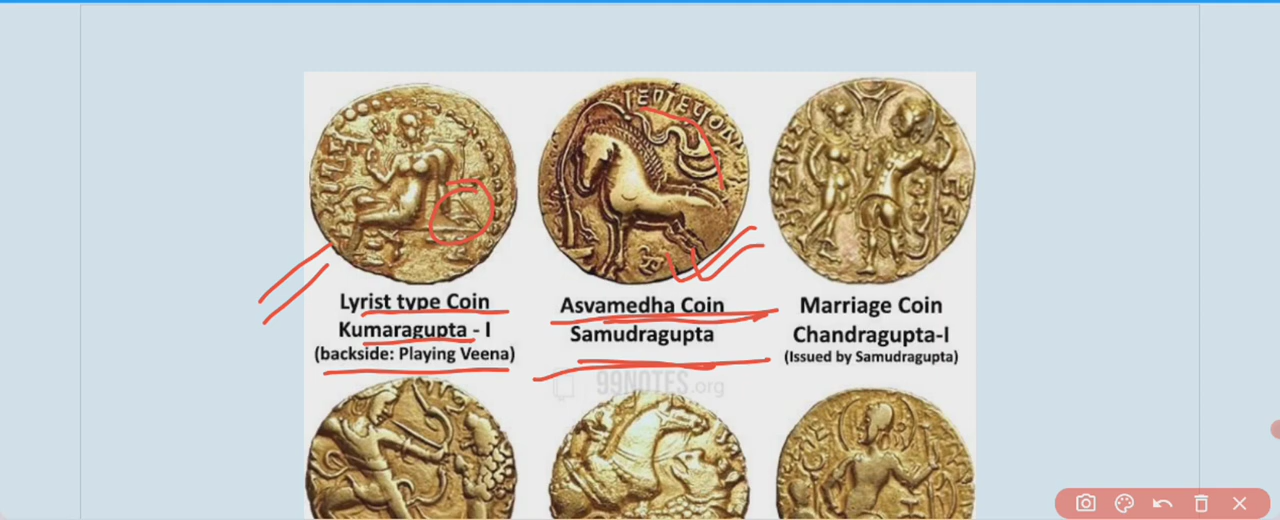 Lyrist type Coin
Kumaragupta - I
(backside: Playing Veena)
Asvamedha Coin
Samudragupta
Marriage Coin
Chandragupta-I
(Issued by Samudragupta)
99NOTES.org